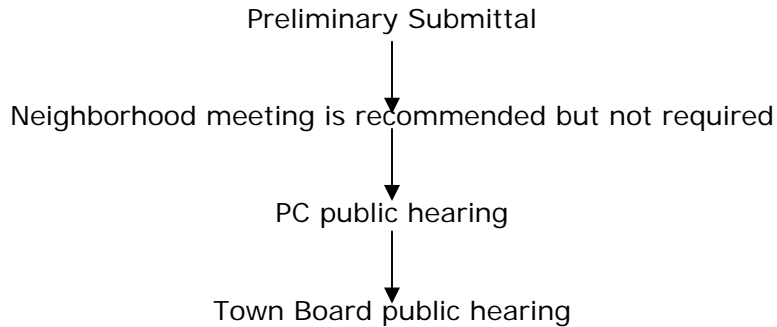 Preliminary Submittal
Neighborhood meeting is recommended but not required
PC public hearing
Town Board public hearing